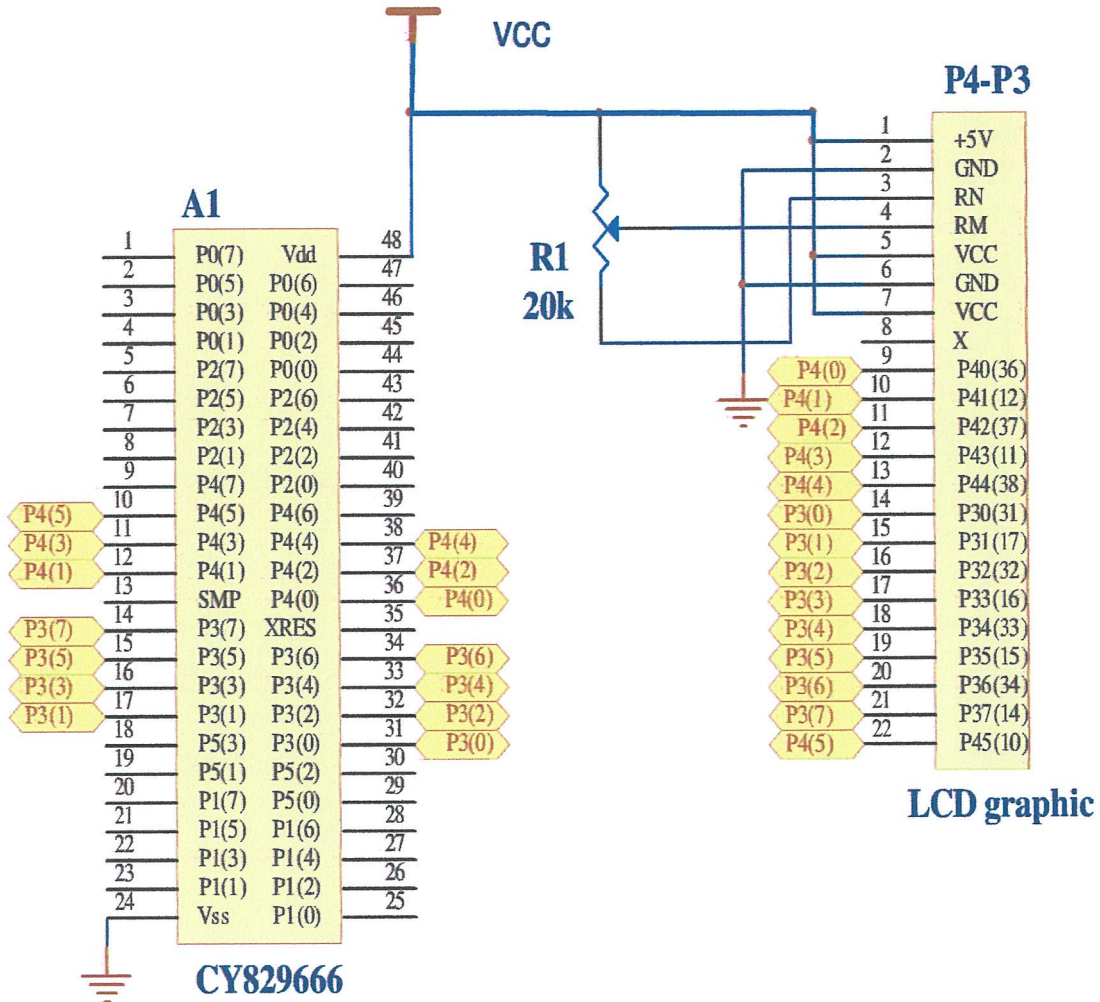 VCC
P4-P3
1 +5V
2 GND
3 RN
4 RM
5 VCC
6 GND
7 VCC
8 X
P4(0) 9 P40(36)
P4(1) 10 P41(12)
P4(2) 11 P42(37)
P4(3) 12 P43(11)
P4(4) 13 P44(38)
P3(0) 14 P30(31)
P3(1) 15 P31(17)
P3(2) 16 P32(32)
P3(3) 17 P33(16)
P3(4) 18 P34(33)
P3(5) 19 P35(15)
P3(6) 20 P36(34)
P3(7) 21 P37(14)
P4(5) 22 P45(10)
LCD graphic
R1
20k
A1
1 P0(7) Vdd 48
2 P0(5) P0(6) 47
3 P0(3) P0(4) 46
4 P0(1) P0(2) 45
5 P2(7) P0(0) 44
6 P2(5) P2(6) 43
7 P2(3) P2(4) 42
8 P2(1) P2(2) 41
9 P4(7) P2(0) 40
P4(5) 10 P4(5) P4(6) 39
P4(3) 11 P4(3) P4(4) 38 P4(4)
P4(1) 12 P4(1) P4(2) 37 P4(2)
13 SMP P4(0) 36 P4(0)
P3(7) 14 P3(7) XRES 35
P3(5) 15 P3(5) P3(6) 34 P3(6)
P3(3) 16 P3(3) P3(4) 33 P3(4)
P3(1) 17 P3(1) P3(2) 32 P3(2)
18 P5(3) P3(0) 31 P3(0)
19 P5(1) P5(2) 30
20 P1(7) P5(0) 29
21 P1(5) P1(6) 28
22 P1(3) P1(4) 27
23 P1(1) P1(2) 26
24 Vss P1(0) 25
CY829666